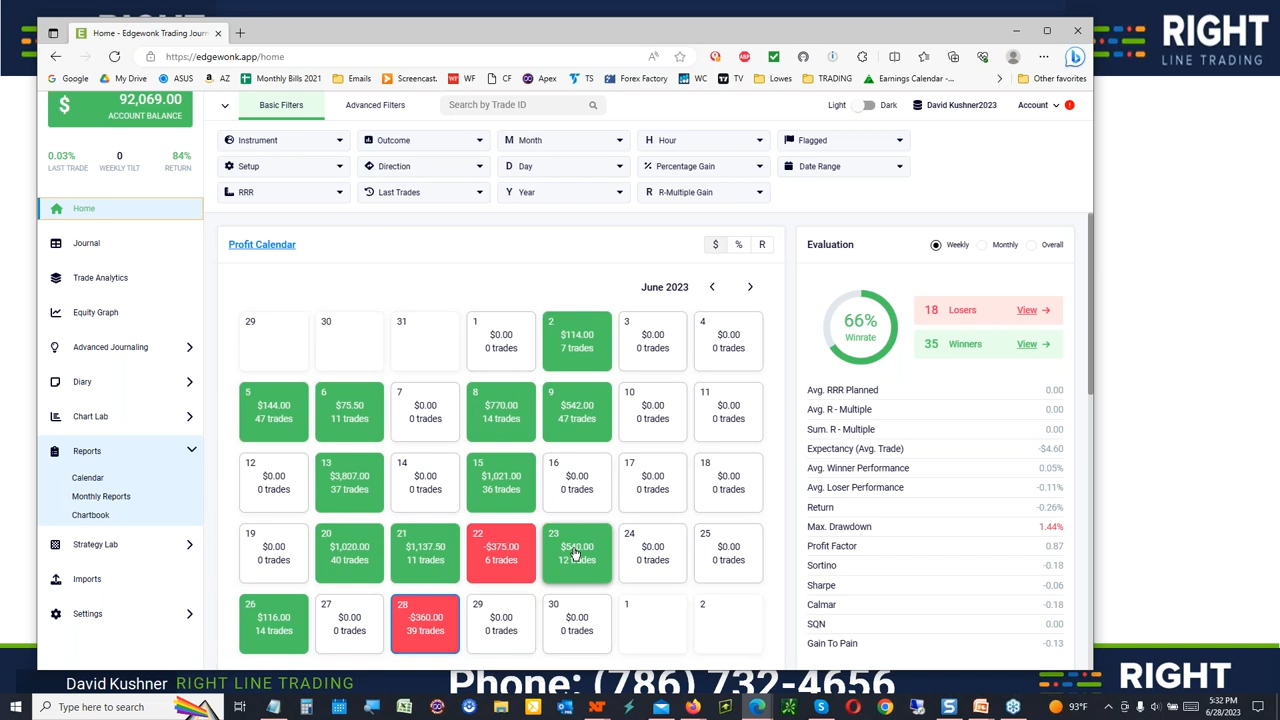 RIGHT
LINE TRADING
Home - Edgewonk Trading Journ
https://edgewonk.app/home
Google
My Drive
ASUS
AZ
Monthly Bills 2021
Emails
Screencast.
WF
CF
Apex
TS
Forex Factory
WC
TV
Lowes
TRADING
Earnings Calendar -...
Other favorites
$
92,069.00
ACCOUNT BALANCE
0.03%
0
84%
LAST TRADE
WEEKLY TILT
RETURN
Home
Journal
Trade Analytics
Equity Graph
Advanced Journaling
Diary
Chart Lab
Reports
Calendar
Monthly Reports
Chartbook
Strategy Lab
Imports
Settings
Basic Filters
Advanced Filters
Search by Trade ID
Light
Dark
David Kushner2023
Account
Instrument
Outcome
M Month
H Hour
Flagged
Setup
Direction
D Day
% Percentage Gain
Date Range
RRR
Last Trades
Y Year
R R-Multiple Gain
Profit Calendar
$ % R
June 2023
29
30
31
1
$0.00
0 trades
2
$114.00
7 trades
3
$0.00
0 trades
4
$0.00
0 trades
5
$144.00
47 trades
6
$75.50
11 trades
7
$0.00
0 trades
8
$770.00
14 trades
9
$542.00
47 trades
10
$0.00
0 trades
11
$0.00
0 trades
12
$0.00
0 trades
13
$3,807.00
37 trades
14
$0.00
0 trades
15
$1,021.00
36 trades
16
$0.00
0 trades
17
$0.00
0 trades
18
$0.00
0 trades
19
$0.00
0 trades
20
$1,020.00
40 trades
21
$1,137.50
11 trades
22
-$375.00
6 trades
23
trades
24
$0.00
0 trades
25
$0.00
0 trades
26
$116.00
14 trades
27
$0.00
0 trades
28
-$360.00
39 trades
29
$0.00
0 trades
30
$0.00
0 trades
1
2
Evaluation
Weekly
Monthly
Overall
66%
Winrate
18 Losers View
35 Winners View
Avg. RRR Planned 0.00
Avg. R - Multiple 0.00
Sum. R - Multiple 0.00
Expectancy (Avg. Trade) -$4.60
Avg. Winner Performance 0.05%
Avg. Loser Performance -0.11%
Return -0.26%
Max. Drawdown 1.44%
Profit Factor 0.87
Sortino -0.18
Sharpe -0.06
Calmar -0.18
SQN 0.00
Gain To Pain -0.13
David Kushner RIGHT LINE TRADING
Phone: (786) 732-4656
RIGHT
Type here to search
93°F
5:32 PM
6/28/2023